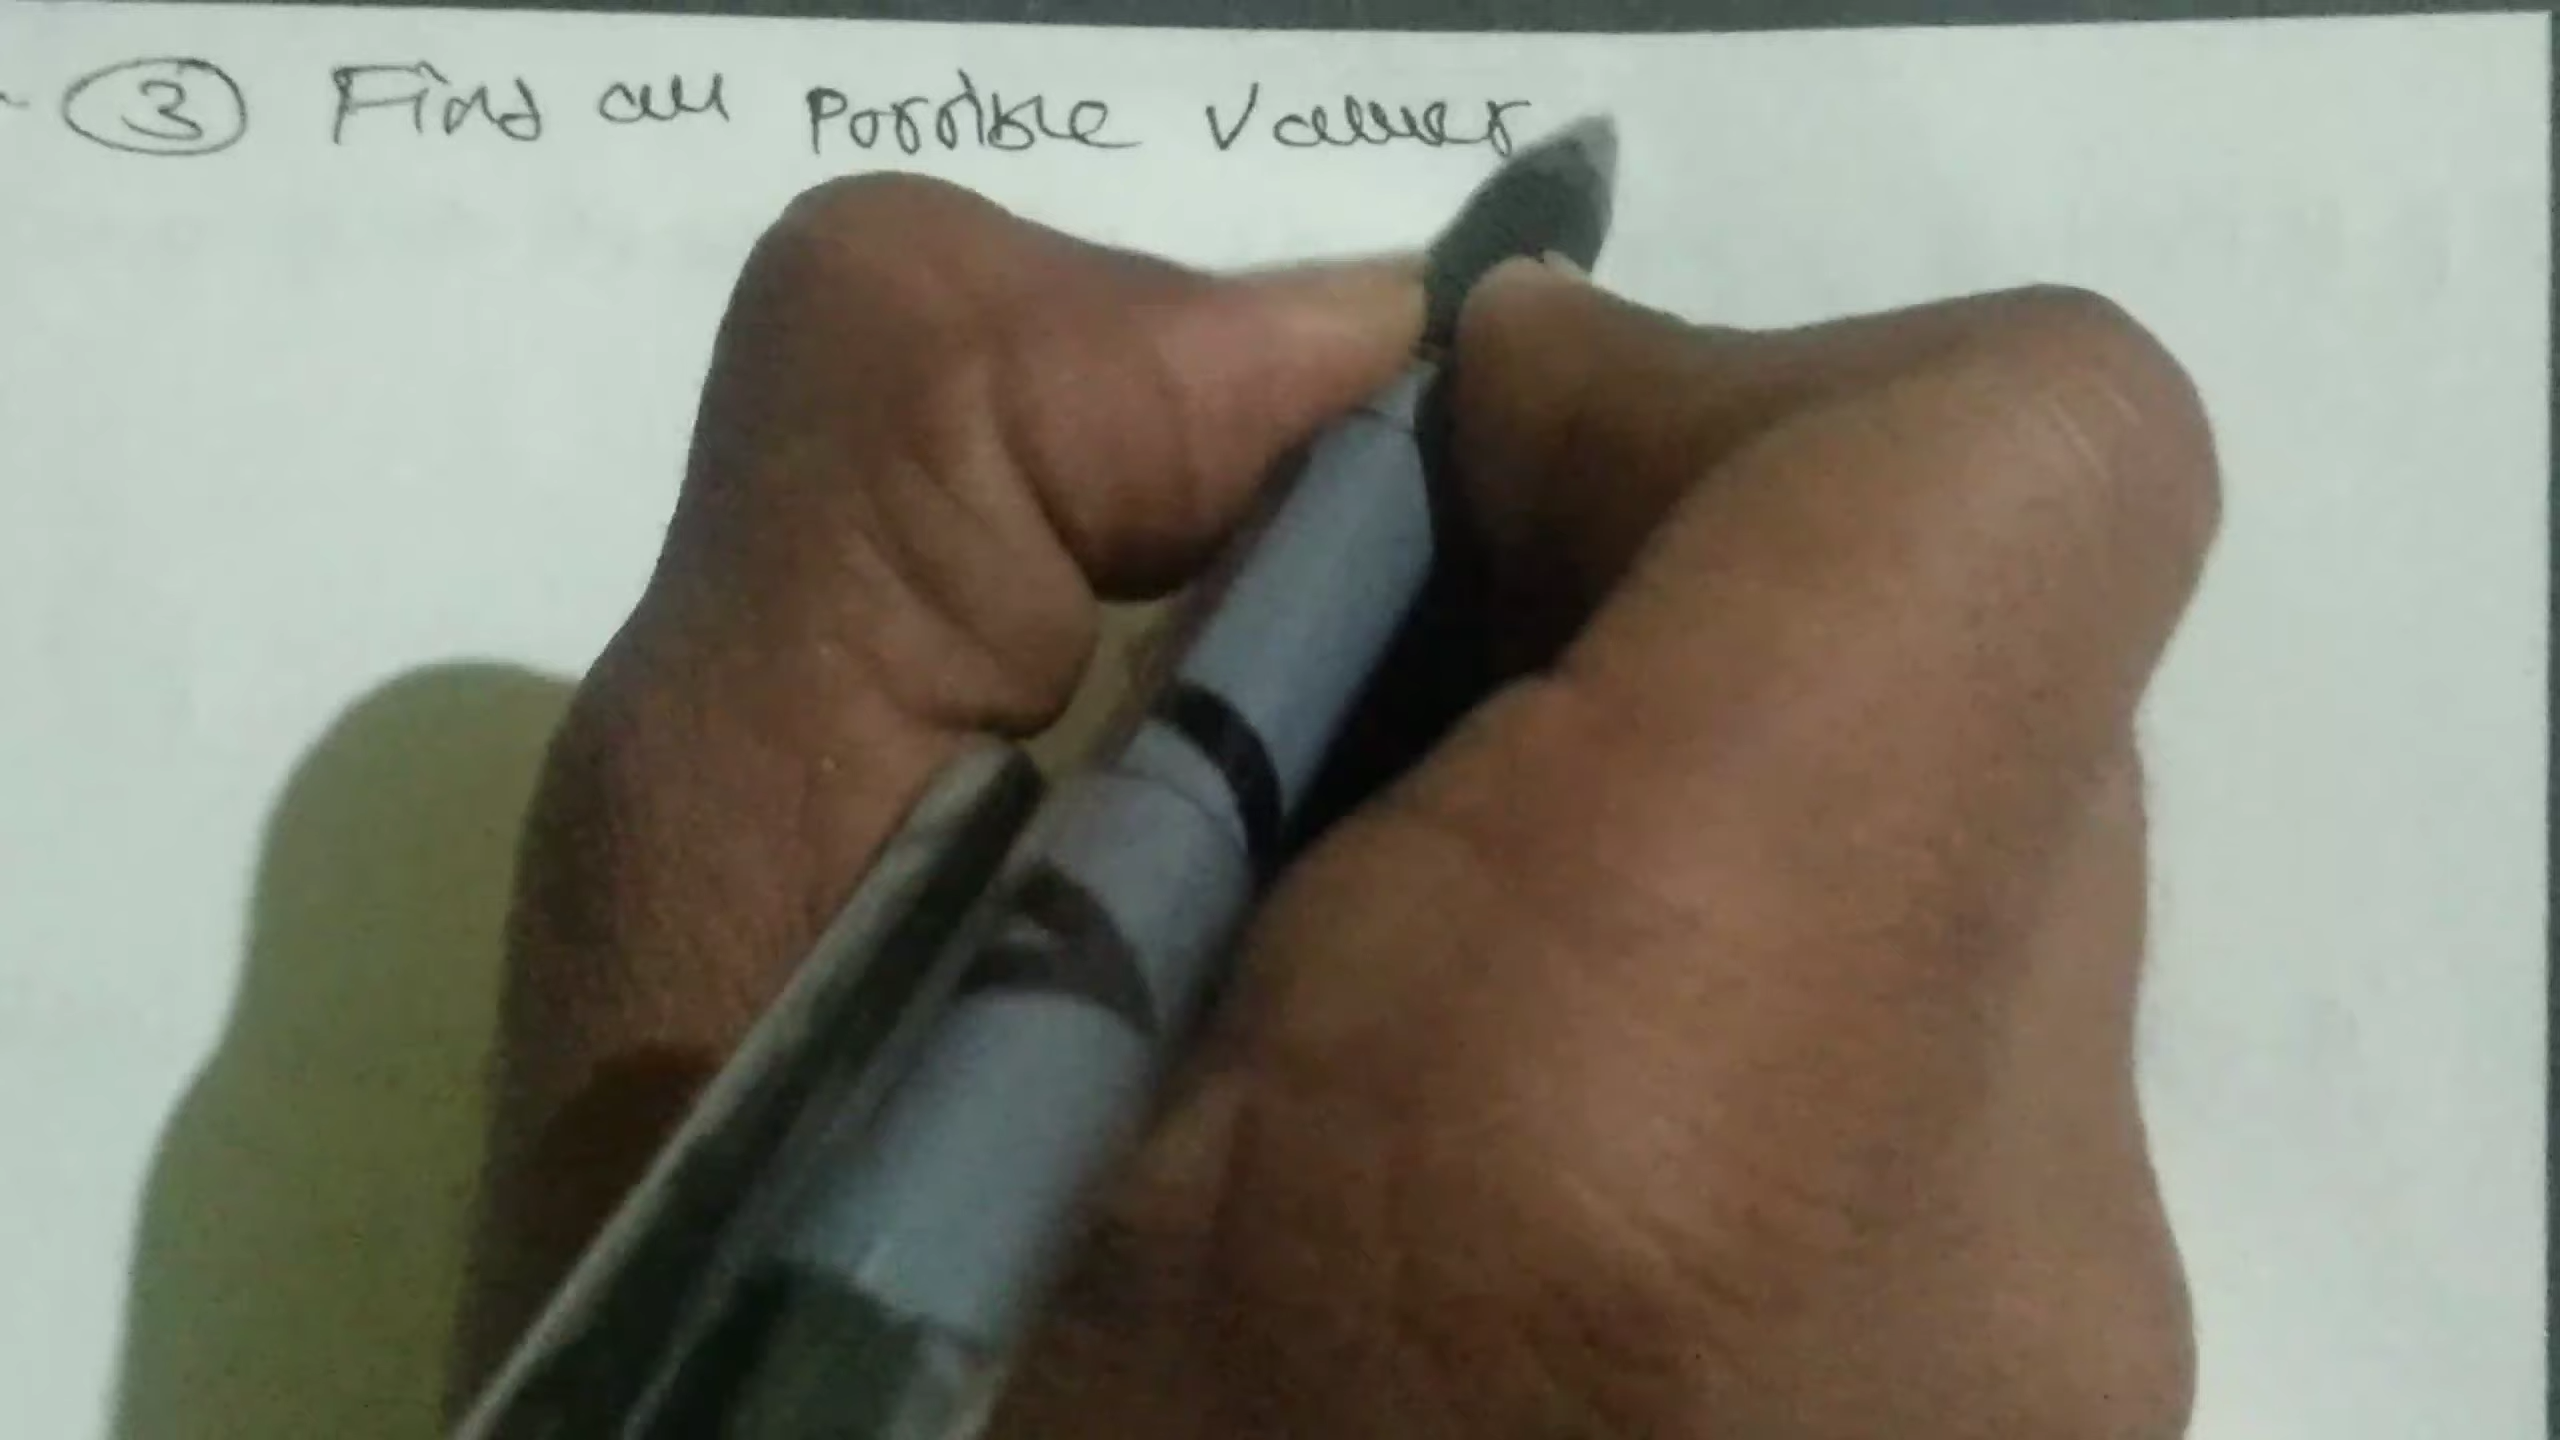 ③ Find all possible values